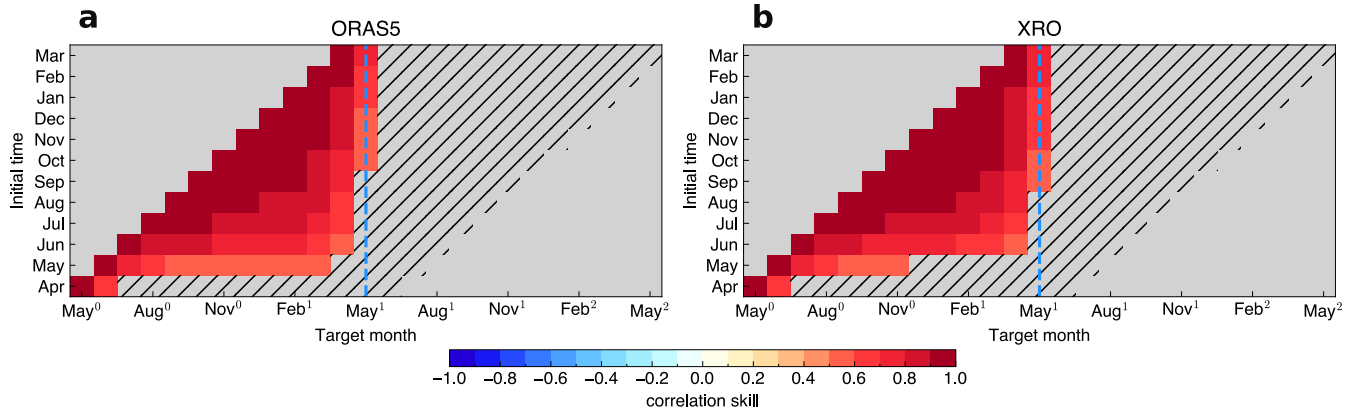 a
ORAS5
Initial time
Mar
Feb
Jan
Dec
Nov
Oct
Sep
Aug
Jul
Jun
May
Apr
May⁰ Aug⁰ Nov⁰ Feb¹ May¹ Aug¹ Nov¹ Feb² May²
Target month
b
XRO
Initial time
Mar
Feb
Jan
Dec
Nov
Oct
Sep
Aug
Jul
Jun
May
Apr
May⁰ Aug⁰ Nov⁰ Feb¹ May¹ Aug¹ Nov¹ Feb² May²
Target month
−1.0 −0.8 −0.6 −0.4 −0.2 0.0 0.2 0.4 0.6 0.8 1.0
correlation skill